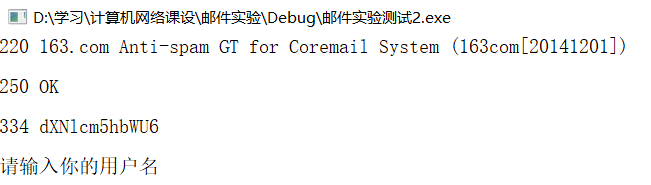 D:\学习\计算机网络课设\邮件实验\Debug\邮件实验测试2.exe
220 163.com Anti-spam GT for Coremail System (163com[20141201])
250 OK
334 dXNlcm5hbWU6
请输入你的用户名